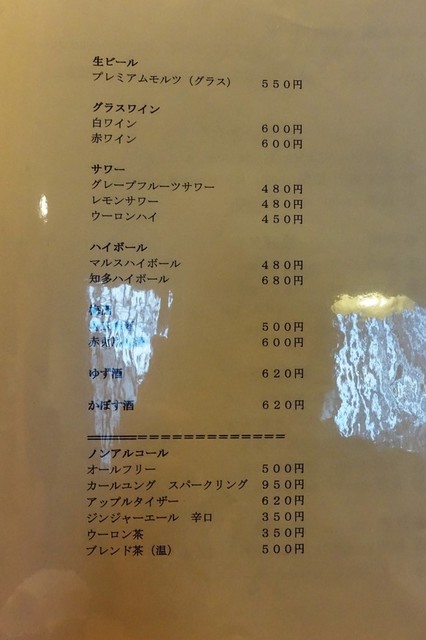 生ビール
プレミアムモルツ（グラス） ５５０円
グラスワイン
白ワイン ６００円
赤ワイン ６００円
サワー
グレープフルーツサワー ４８０円
レモンサワー ４８０円
ウーロンハイ ４５０円
ハイボール
マルスハイボール ４８０円
知多ハイボール ６８０円
梅酒
５００円
６００円
ゆず酒 ６２０円
かぼす酒 ６２０円
==================
ノンアルコール
オールフリー ５００円
カールユング　スパークリング ９５０円
アップルタイザー ６２０円
ジンジャーエール　辛口 ３５０円
ウーロン茶 ３５０円
ブレンド茶（温） ５００円